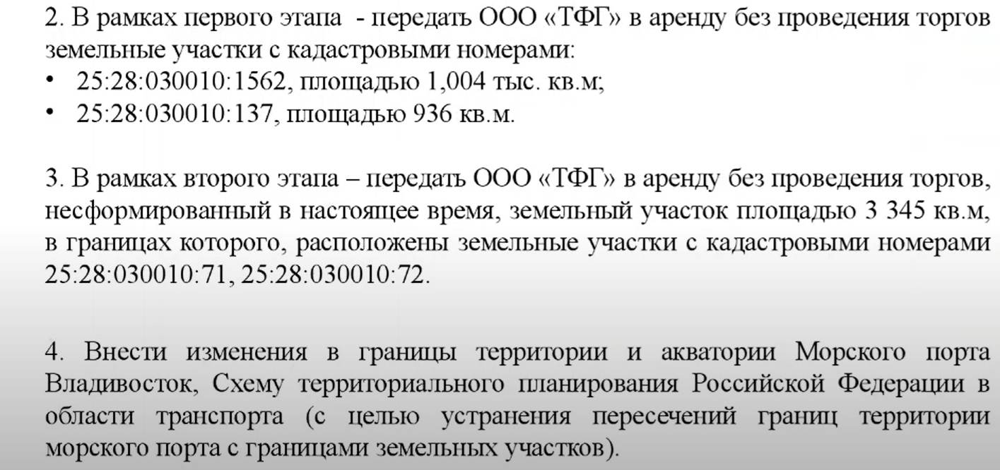 2. В рамках первого этапа - передать ООО «ТФГ» в аренду без проведения торгов
земельные участки с кадастровыми номерами:
• 25:28:030010:1562, площадью 1,004 тыс. кв.м;
• 25:28:030010:137, площадью 936 кв.м.
3. В рамках второго этапа – передать ООО «ТФГ» в аренду без проведения торгов,
несформированный в настоящее время, земельный участок площадью 3 345 кв.м,
в границах которого, расположены земельные участки с кадастровыми номерами
25:28:030010:71, 25:28:030010:72.
4. Внести изменения в границы территории и акватории Морского порта
Владивосток, Схему территориального планирования Российской Федерации в
области транспорта (с целью устранения пересечений границ территории
морского порта с границами земельных участков).